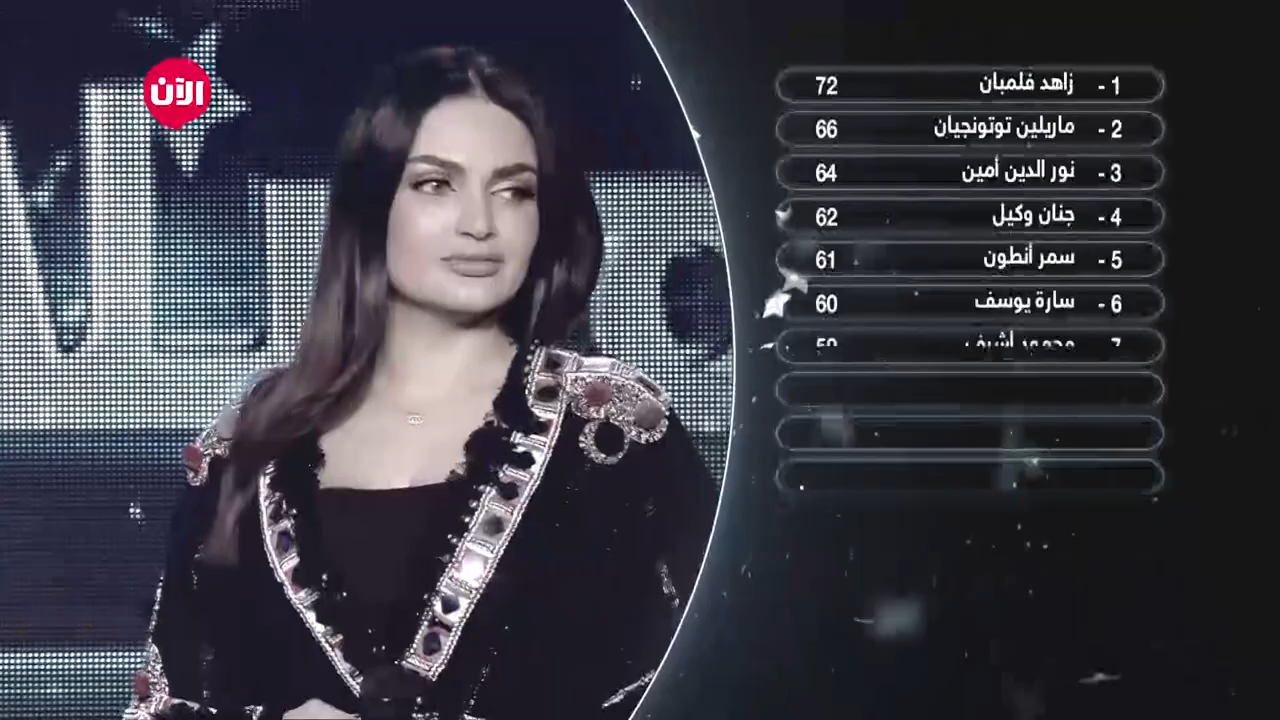 الآن
1 - زاهد فلمبان 72
2 - ماريلين توتونجيان 66
3 - نور الدين أمين 64
4 - جنان وكيل 62
5 - سمر أنطون 61
6 - سارة يوسف 60